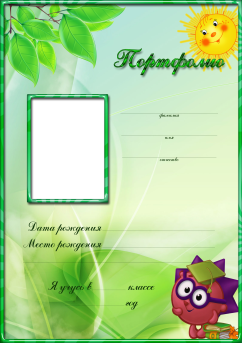 Портфолио
фамилия
имя
отчество
Дата рождения
Место рождения
Я учусь в классе
год